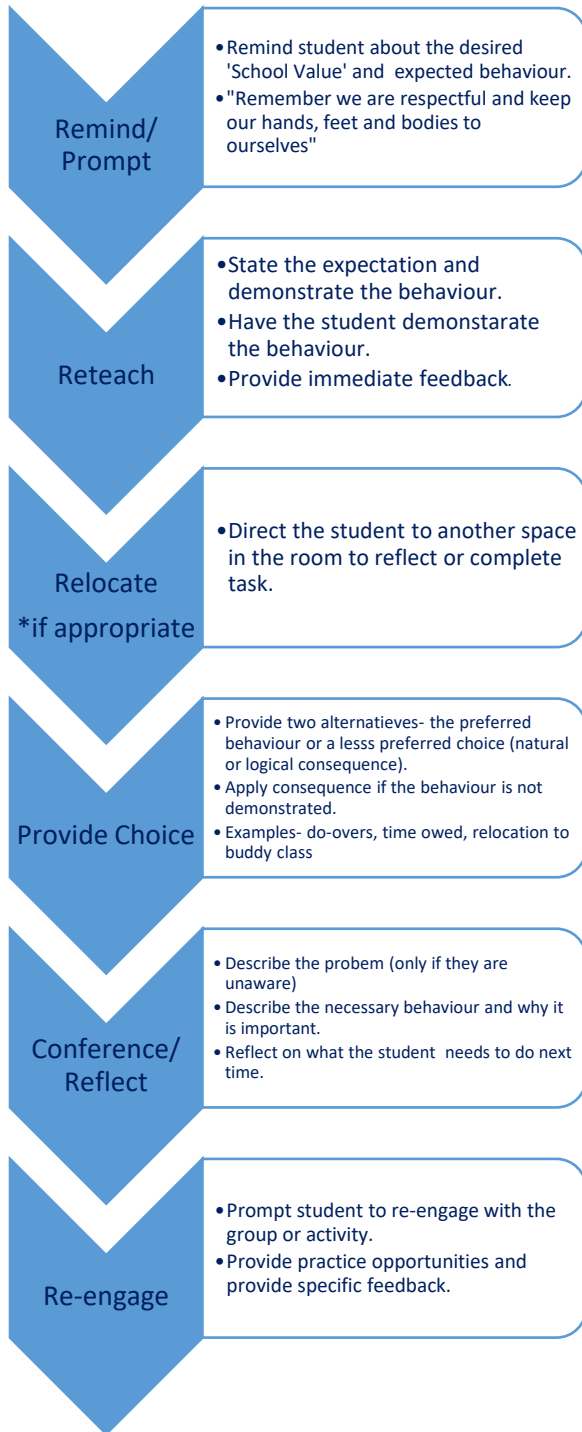 Remind/
Prompt
•Remind student about the desired
'School Value' and expected behaviour.
•"Remember we are respectful and keep
our hands, feet and bodies to
ourselves"
Reteach
•State the expectation and
demonstrate the behaviour.
•Have the student demonstarate
the behaviour.
•Provide immediate feedback.
Relocate
*if appropriate
•Direct the student to another space
in the room to reflect or complete
task.
Provide Choice
• Provide two alternatieves- the preferred
behaviour or a lesss preferred choice (natural
or logical consequence).
• Apply consequence if the behaviour is not
demonstrated.
• Examples- do-overs, time owed, relocation to
buddy class
Conference/
Reflect
• Describe the probem (only if they are
unaware)
• Describe the necessary behaviour and why it
is important.
• Reflect on what the student needs to do next
time.
Re-engage
•Prompt student to re-engage with the
group or activity.
•Provide practice opportunities and
provide specific feedback.